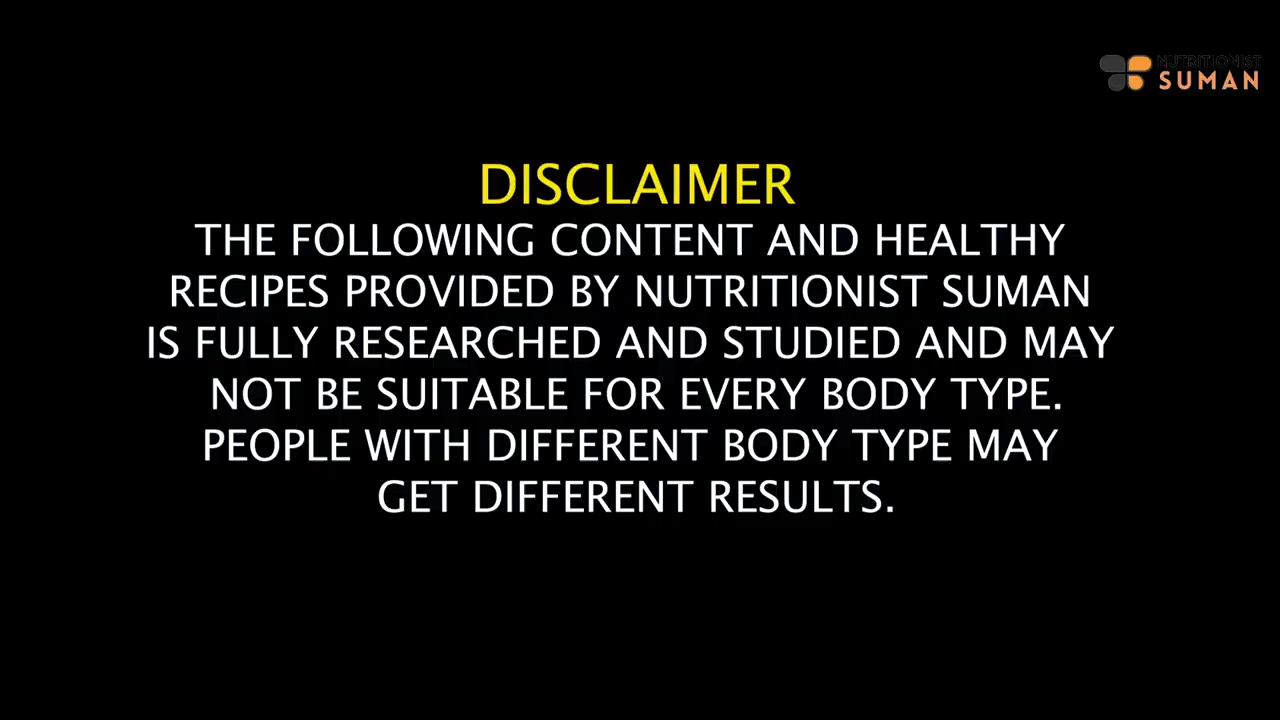 NUTRITIONIST
SUMAN
DISCLAIMER
THE FOLLOWING CONTENT AND HEALTHY
RECIPES PROVIDED BY NUTRITIONIST SUMAN
IS FULLY RESEARCHED AND STUDIED AND MAY
NOT BE SUITABLE FOR EVERY BODY TYPE.
PEOPLE WITH DIFFERENT BODY TYPE MAY
GET DIFFERENT RESULTS.